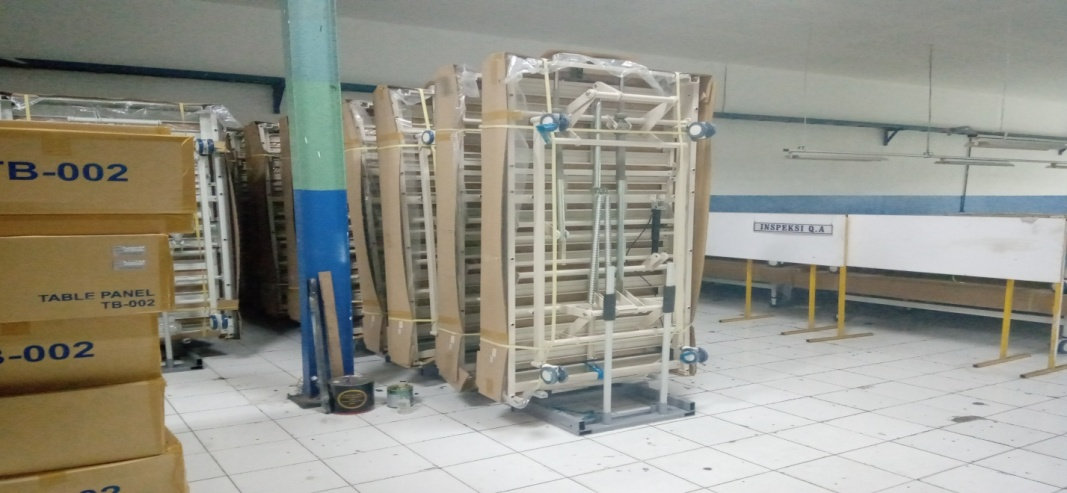 TB-002
TABLE PANEL
TB-002
B-002
INSPEKSI Q.A